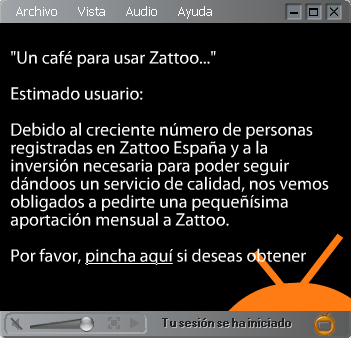 Archivo Vista Audio Ayuda
"Un café para usar Zattoo..."
Estimado usuario:
Debido al creciente número de personas
registradas en Zattoo España y a la
inversión necesaria para poder seguir
dándoos un servicio de calidad, nos vemos
obligados a pedirte una pequeñísima
aportación mensual a Zattoo.
Por favor, pincha aquí si deseas obtener
Tu sesión se ha iniciado